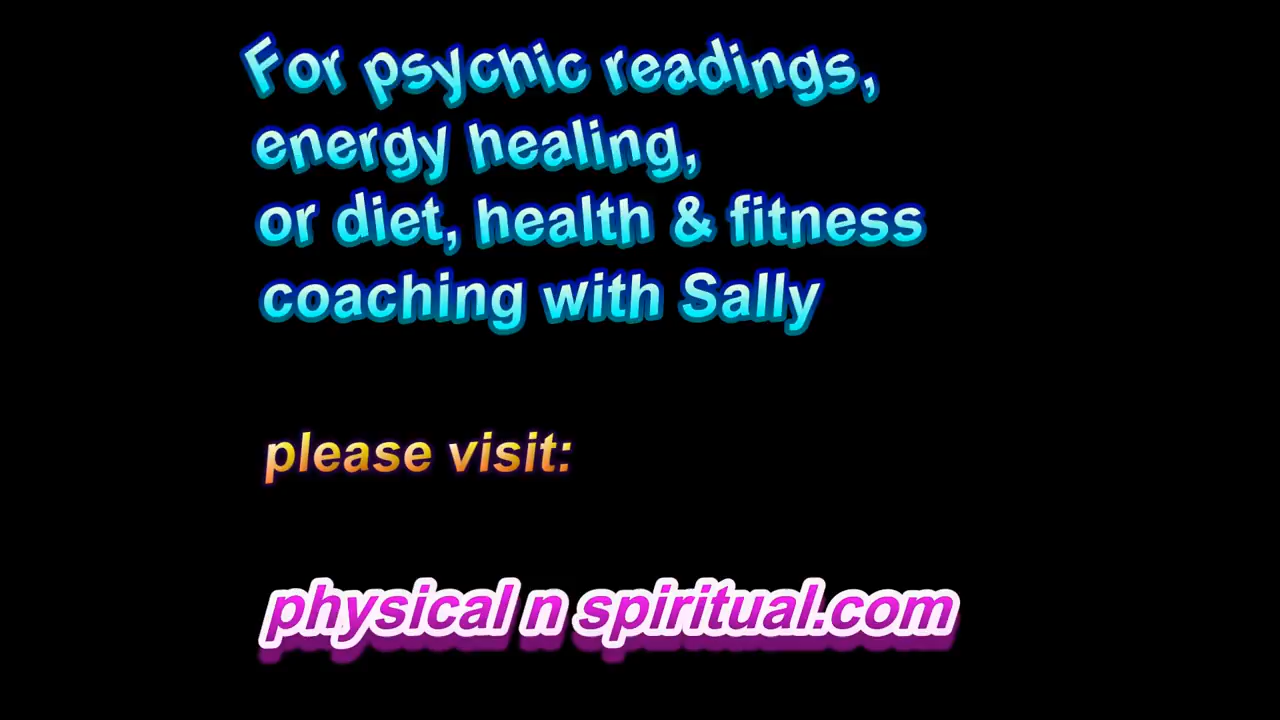 For psychic readings,
energy healing,
or diet, health & fitness
coaching with Sally
please visit:
physical n spiritual.com